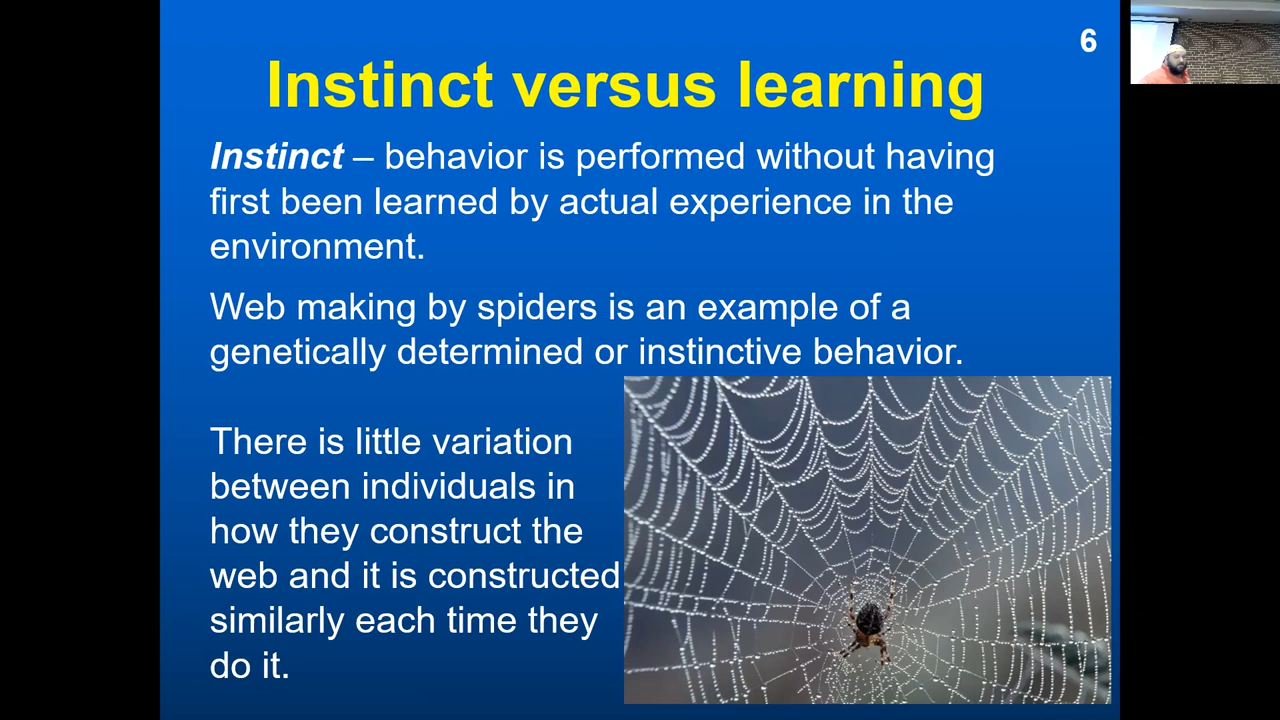 6
Instinct versus learning
Instinct – behavior is performed without having
first been learned by actual experience in the
environment.
Web making by spiders is an example of a
genetically determined or instinctive behavior.
There is little variation
between individuals in
how they construct the
web and it is constructed
similarly each time they
do it.